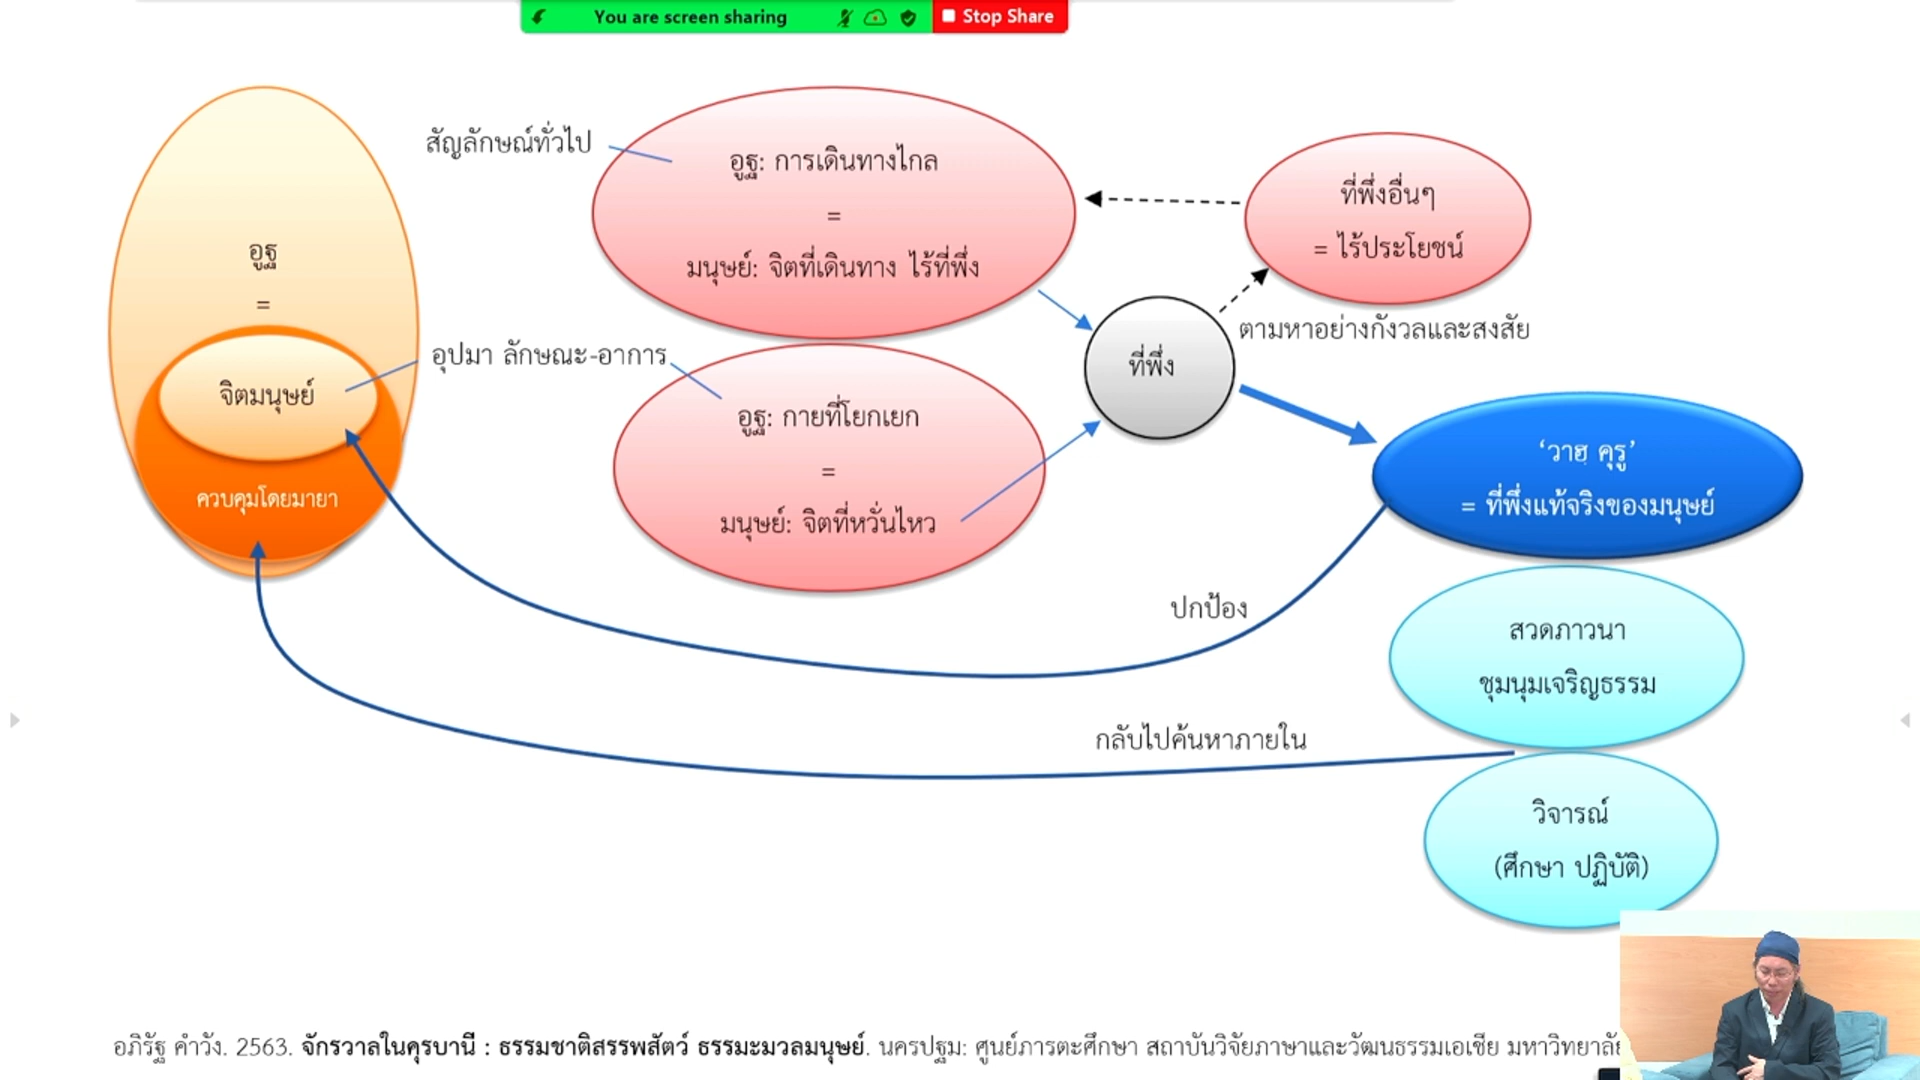 You are screen sharing
Stop Share
สัญลักษณ์ทั่วไป
อูฐ: การเดินทางไกล
=
มนุษย์: จิตที่เดินทาง ไร้ที่พึ่ง
ที่พึ่งอื่นๆ
= ไร้ประโยชน์
อูฐ
=
จิตมนุษย์
ควบคุมโดยมายา
อุปมา ลักษณะ-อาการ
อูฐ: กายที่โยกเยก
=
มนุษย์: จิตที่หวั่นไหว
ที่พึ่ง
ตามหาอย่างกังวลและสงสัย
‘วาฮฺ คุรู’
= ที่พึ่งแท้จริงของมนุษย์
ปกป้อง
สวดภาวนา
ชุมนุมเจริญธรรม
กลับไปค้นหาภายใน
วิจารณ์
(ศึกษา ปฏิบัติ)
อภิรัฐ คำวัง. 2563. จักรวาลในคุรบานี : ธรรมชาติสรรพสัตว์ ธรรมะมวลมนุษย์. นครปฐม: ศูนย์ภารตะศึกษา สถาบันวิจัยภาษาและวัฒนธรรมเอเชีย มหาวิทยาลัย